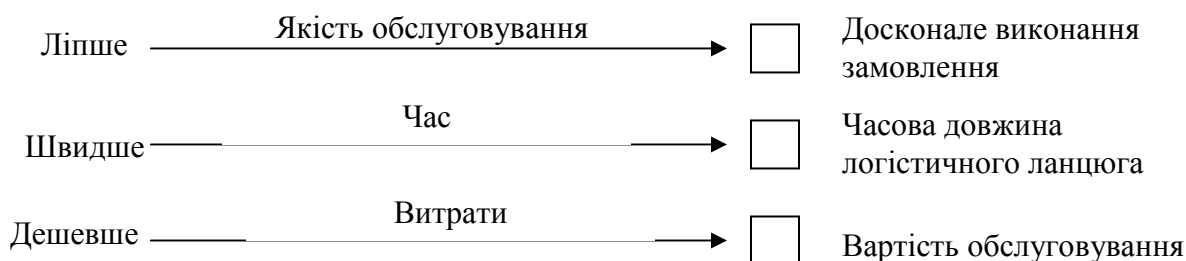 Ліпше
Якість обслуговування
Досконале виконання
замовлення
Швидше
Час
Часова довжина
логістичного ланцюга
Дешевше
Витрати
Вартість обслуговування